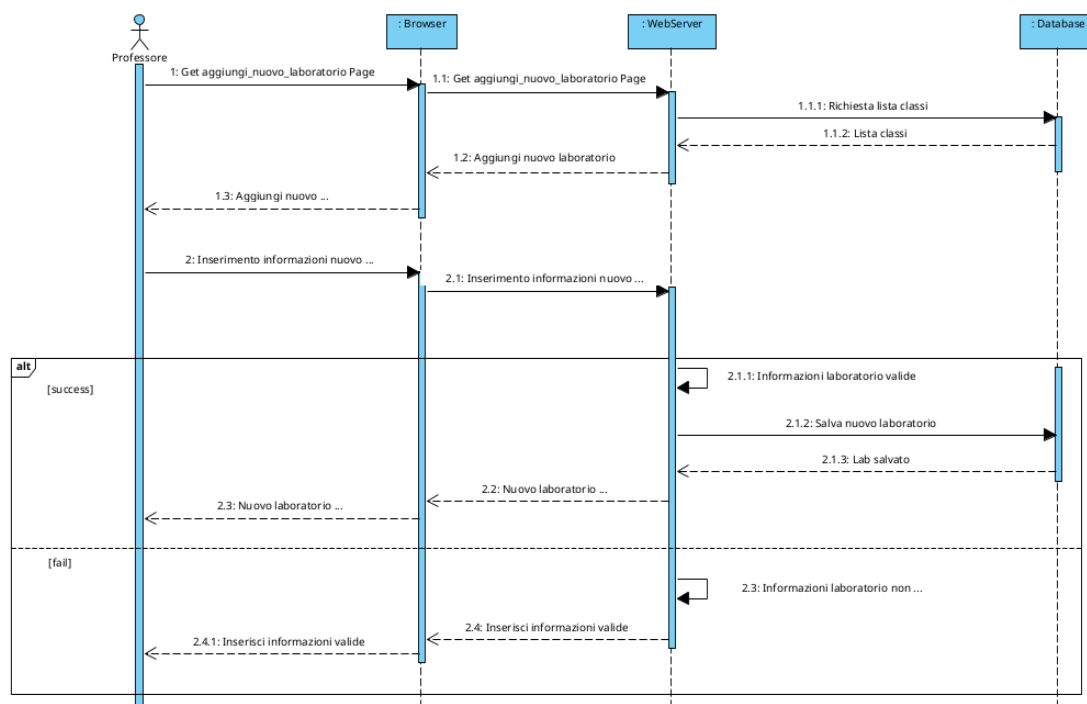 : Browser
: WebServer
: Database
Professore
1: Get aggiungi_nuovo_laboratorio Page
1.1: Get aggiungi_nuovo_laboratorio Page
1.1.1: Richiesta lista classi
1.1.2: Lista classi
1.2: Aggiungi nuovo laboratorio
1.3: Aggiungi nuovo ...
2: Inserimento informazioni nuovo ...
2.1: Inserimento informazioni nuovo ...
alt
[success]
2.1.1: Informazioni laboratorio valide
2.1.2: Salva nuovo laboratorio
2.1.3: Lab salvato
2.2: Nuovo laboratorio ...
2.3: Nuovo laboratorio ...
[fail]
2.3: Informazioni laboratorio non ...
2.4: Inserisci informazioni valide
2.4.1: Inserisci informazioni valide